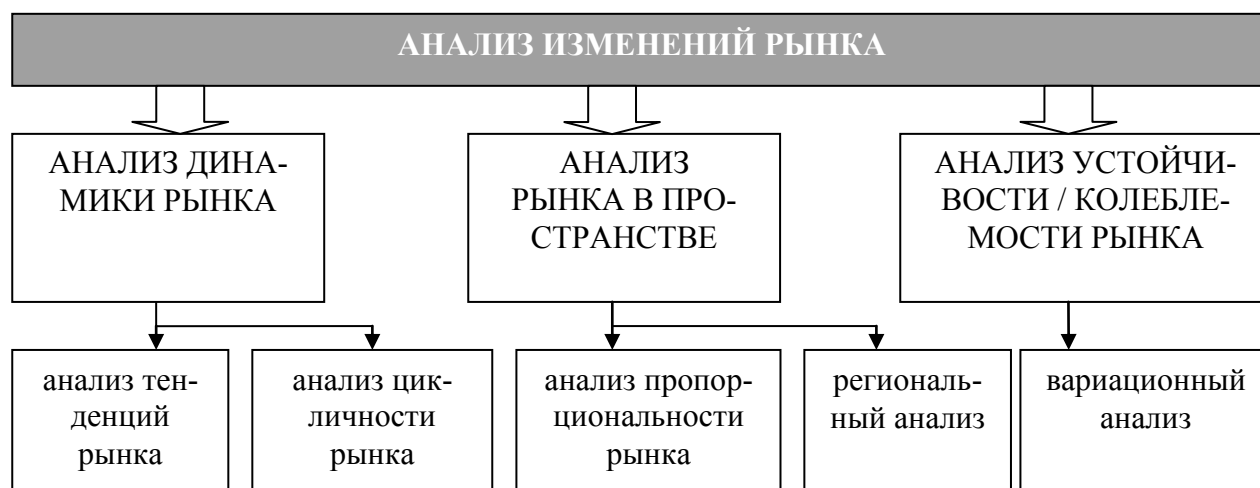 АНАЛИЗ ИЗМЕНЕНИЙ РЫНКА
АНАЛИЗ ДИНА-
МИКИ РЫНКА
АНАЛИЗ
РЫНКА В ПРО-
СТРАНСТВЕ
АНАЛИЗ УСТОЙЧИ-
ВОСТИ / КОЛЕБЛЕ-
МОСТИ РЫНКА
анализ тен-
денций
рынка
анализ цик-
личности
рынка
анализ пропор-
циональности
рынка
региональ-
ный анализ
вариационный
анализ